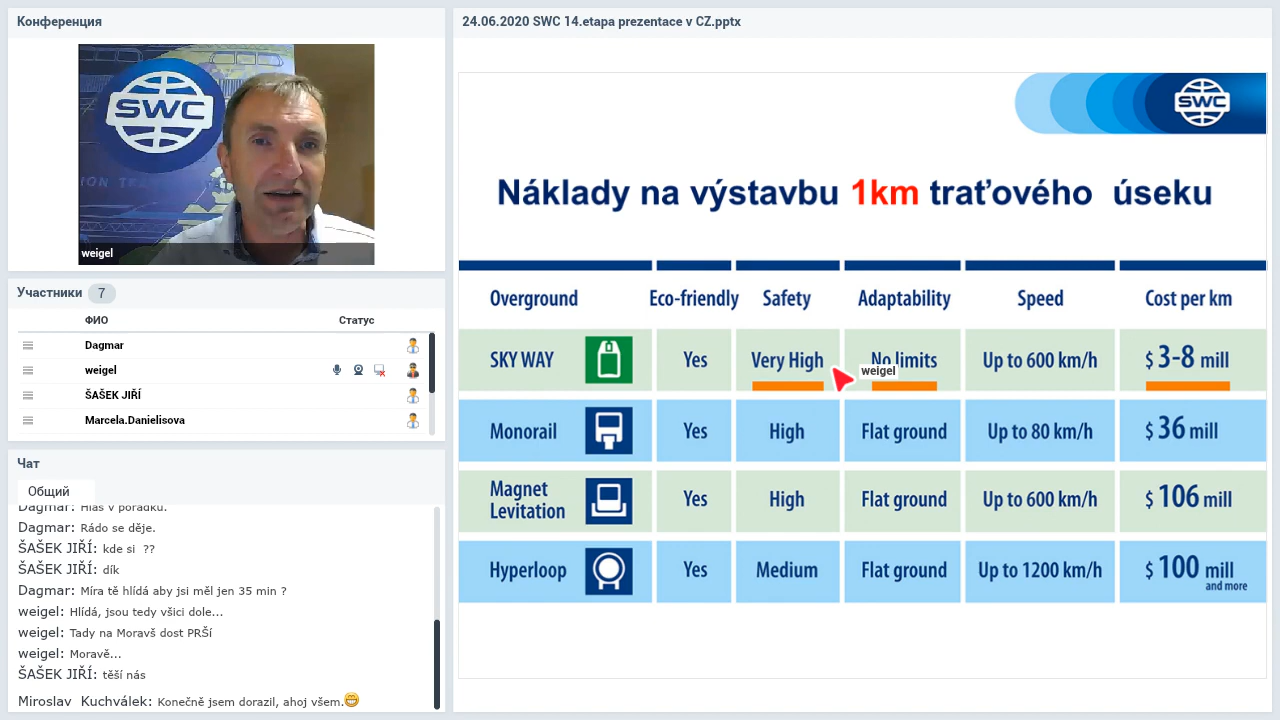 Конференция
SWC
ION TRA
weigel
Участники 7
ФИО Статус
Dagmar
weigel
ŠAŠEK JIŘÍ
Marcela.Danielisova
Чат
Общий
Dagmar: Hlas v pořádku.
Dagmar: Rádo se děje.
ŠAŠEK JIŘÍ: kde si ??
ŠAŠEK JIŘÍ: dík
Dagmar: Míra tě hlídá aby jsi měl jen 35 min ?
weigel: Hlídá, jsou tedy všici dole...
weigel: Tady na Moravš dost PRŠí
weigel: Moravě...
ŠAŠEK JIŘÍ: těší nás
Miroslav Kuchválek: Konečně jsem dorazil, ahoj všem.
24.06.2020 SWC 14.etapa prezentace v CZ.pptx
SWC
Náklady na výstavbu 1km traťového úseku
Overground Eco-friendly Safety Adaptability Speed Cost per km
SKY WAY Yes Very High No limits Up to 600 km/h $ 3-8 mill
weigel
Monorail Yes High Flat ground Up to 80 km/h $ 36 mill
Magnet
Levitation Yes High Flat ground Up to 600 km/h $ 106 mill
Hyperloop Yes Medium Flat ground Up to 1200 km/h $ 100 mill
and more